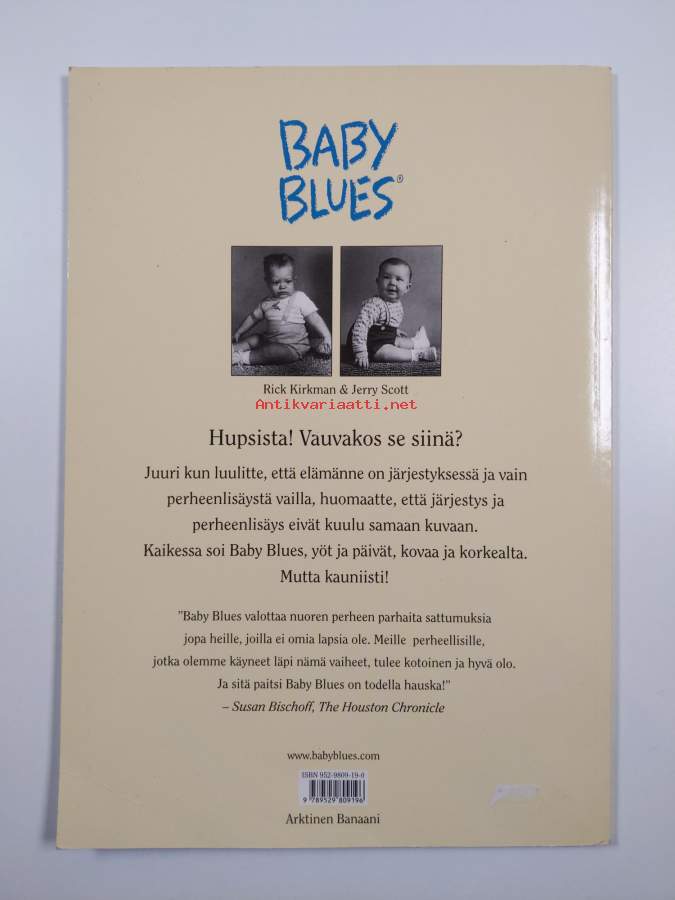 BABY
BLUES®
Rick Kirkman & Jerry Scott
Antikvariaatti.net
Hupsista! Vauvakos se siinä?
Juuri kun luulitte, että elämänne on järjestyksessä ja vain
perheenlisäystä vailla, huomaatte, että järjestys ja
perheenlisäys eivät kuulu samaan kuvaan.
Kaikessa soi Baby Blues, yöt ja päivät, kovaa ja korkealta.
Mutta kauniisti!
"Baby Blues valottaa nuoren perheen parhaita sattumuksia
jopa heille, joilla ei omia lapsia ole. Meille perheellisille,
jotka olemme käyneet läpi nämä vaiheet, tulee kotoinen ja hyvä olo.
Ja sitä paitsi Baby Blues on todella hauska!"
– Susan Bischoff, The Houston Chronicle
www.babyblues.com
ISBN 952-9809-19-0
9 789529 809196
Arktinen Banaani